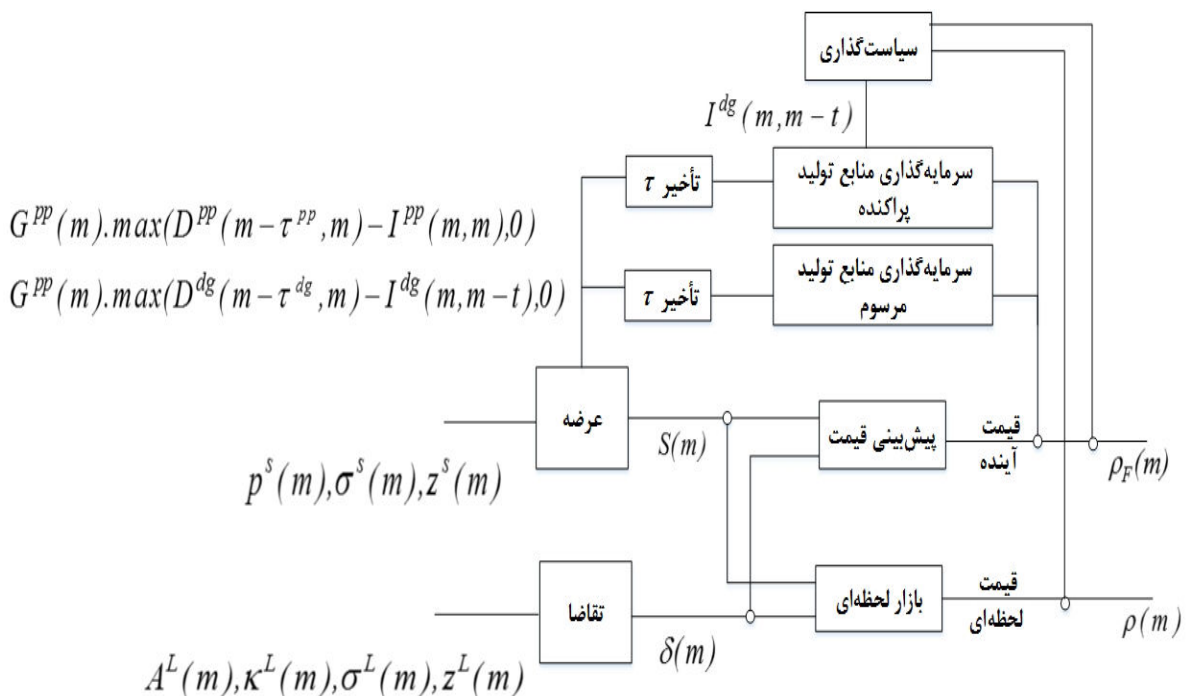 سیاست‌گذاری
I^{dg}(m,m-t)
سرمایه‌گذاری منابع تولید
پراکنده
تأخیر τ
G^{pp}(m).max(D^{pp}(m-τ^{pp},m)-I^{pp}(m,m),0)
سرمایه‌گذاری منابع تولید
مرسوم
تأخیر τ
G^{pp}(m).max(D^{dg}(m-τ^{dg},m)-I^{dg}(m,m-t),0)
عرضه
S(m)
پیش‌بینی قیمت
قیمت
آینده
ρ_F(m)
p^s(m),σ^s(m),z^s(m)
تقاضا
δ(m)
بازار لحظه‌ای
قیمت
لحظه‌ای
ρ(m)
A^L(m),κ^L(m),σ^L(m),z^L(m)